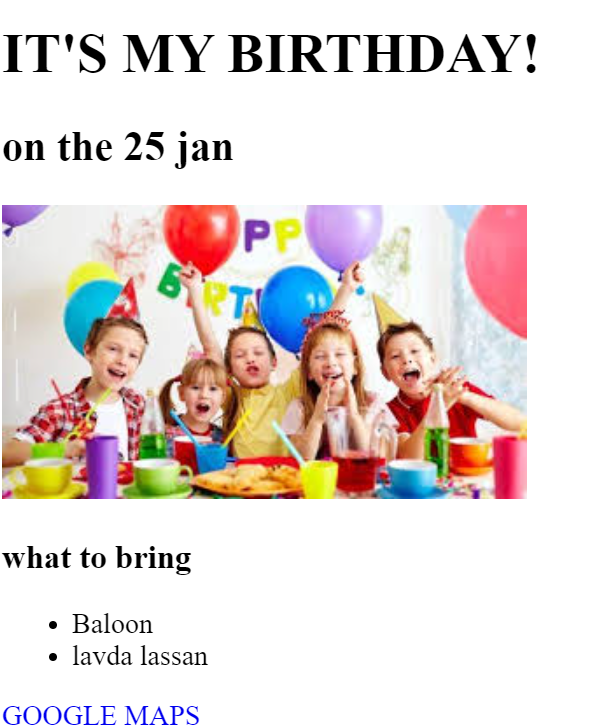 IT'S MY BIRTHDAY!
on the 25 jan
PP
B RT
what to bring
Baloon
lavda lassan
GOOGLE MAPS